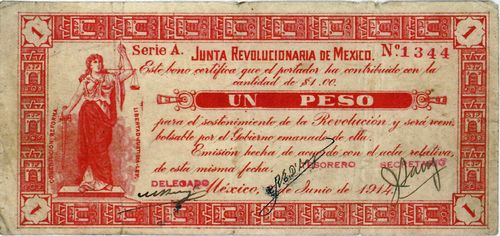 1
1
Serie A. JUNTA REVOLUCIONARIA DE MEXICO. Nº 1344
Este bono certifica que el portador ha contribuido con la
cantidad de $1.00.
UN PESO
para el sostenimiento de la Revolución y será reem
bolsable por el Gobierno emanado de ella.
Emisión hecha de acuerdo con el acta relativa,
de esta misma fecha.
CONSTITUCION REFORMA
LIBERTAD
TESORERO SECRETARIO
DELEGADO
México, Junio de 1914
1
1